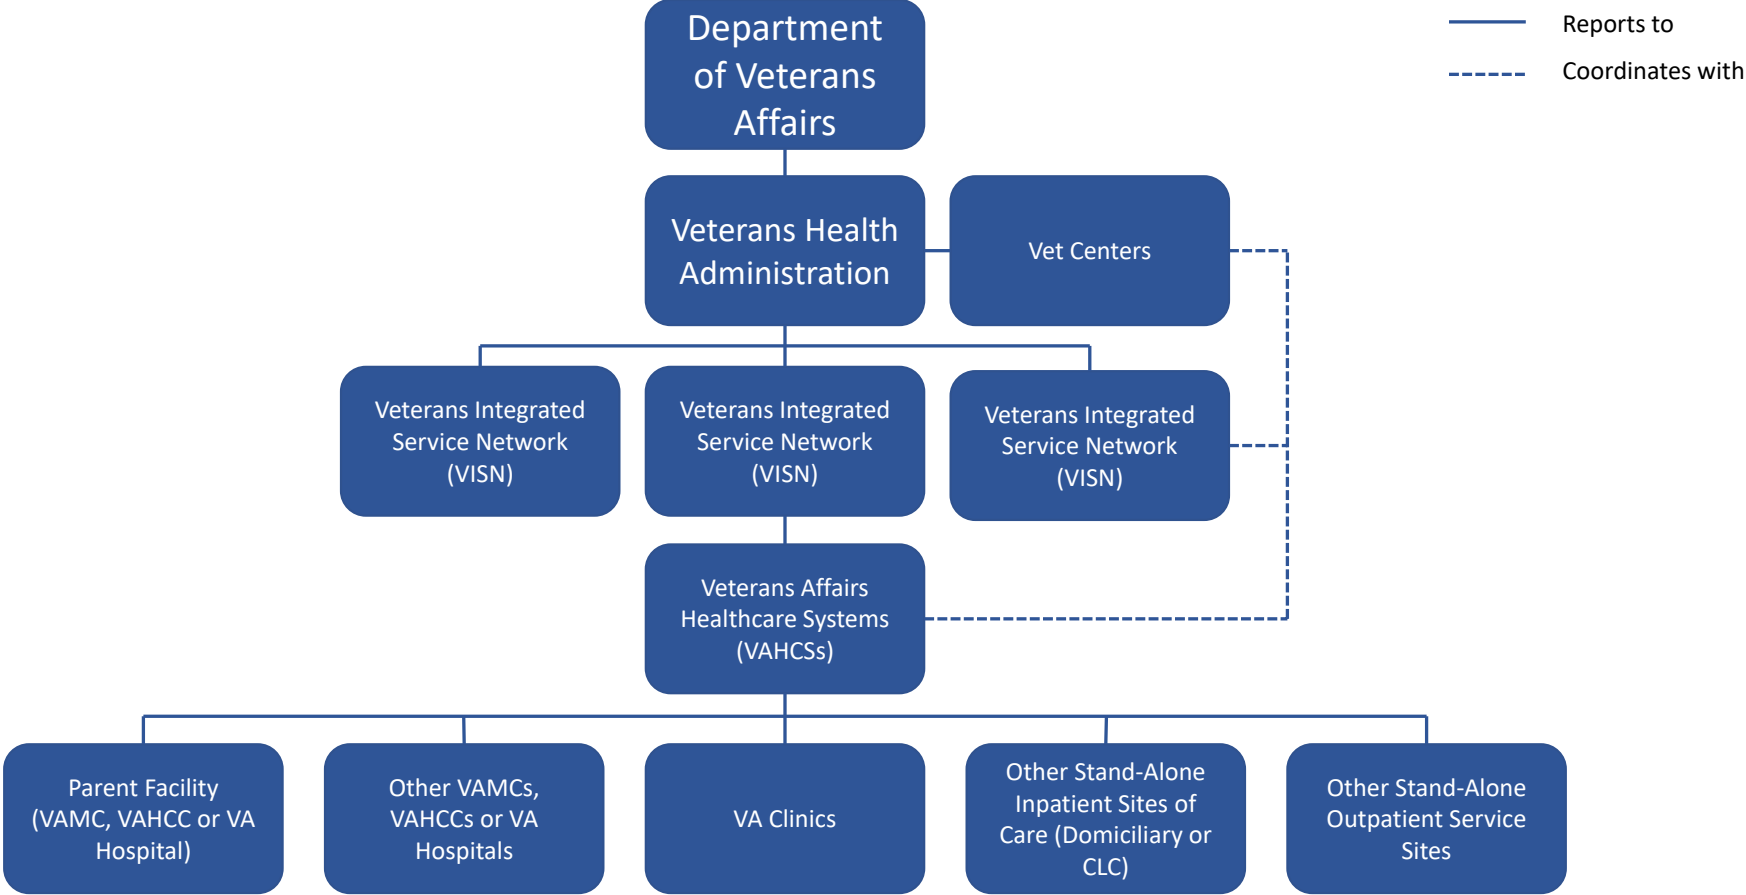 Department
of Veterans
Affairs
Reports to
Coordinates with
Veterans Health
Administration
Vet Centers
Veterans Integrated
Service Network
(VISN)
Veterans Integrated
Service Network
(VISN)
Veterans Integrated
Service Network
(VISN)
Veterans Affairs
Healthcare Systems
(VAHCSs)
Parent Facility
(VAMC, VAHCC or VA
Hospital)
Other VAMCs,
VAHCCs or VA
Hospitals
VA Clinics
Other Stand-Alone
Inpatient Sites of
Care (Domiciliary or
CLC)
Other Stand-Alone
Outpatient Service
Sites